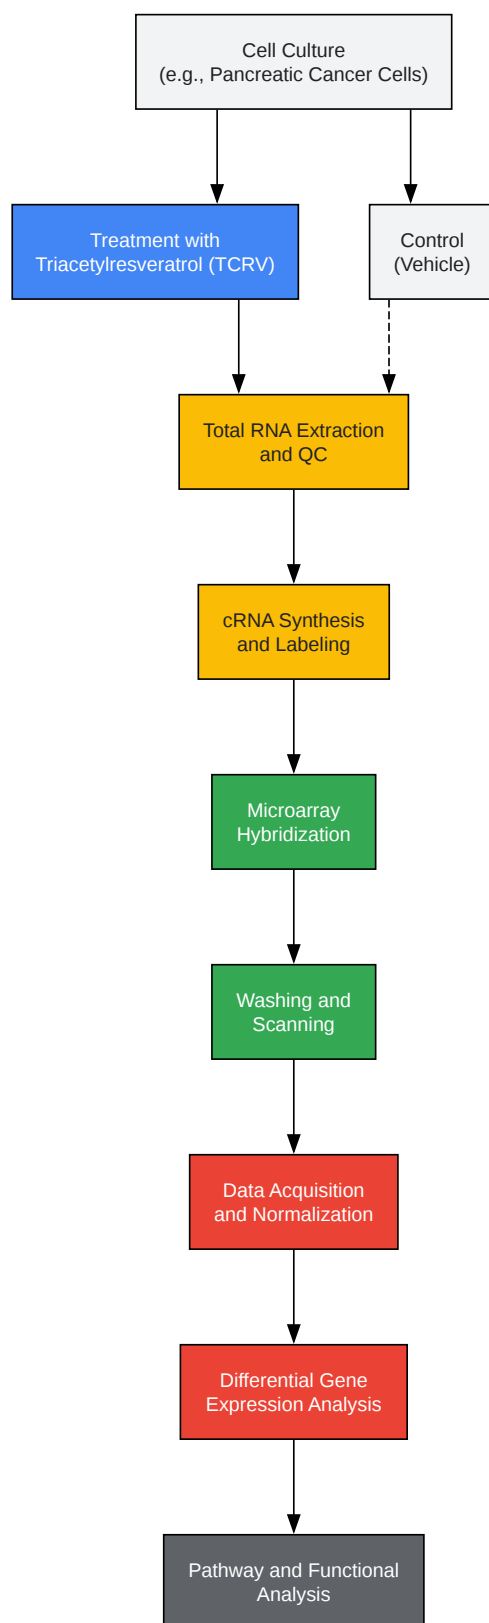 Cell Culture
(e.g., Pancreatic Cancer Cells)
Treatment with
Triacetylresveratrol (TCRV)
Control
(Vehicle)
Total RNA Extraction
and QC
cRNA Synthesis
and Labeling
Microarray
Hybridization
Washing and
Scanning
Data Acquisition
and Normalization
Differential Gene
Expression Analysis
Pathway and Functional
Analysis